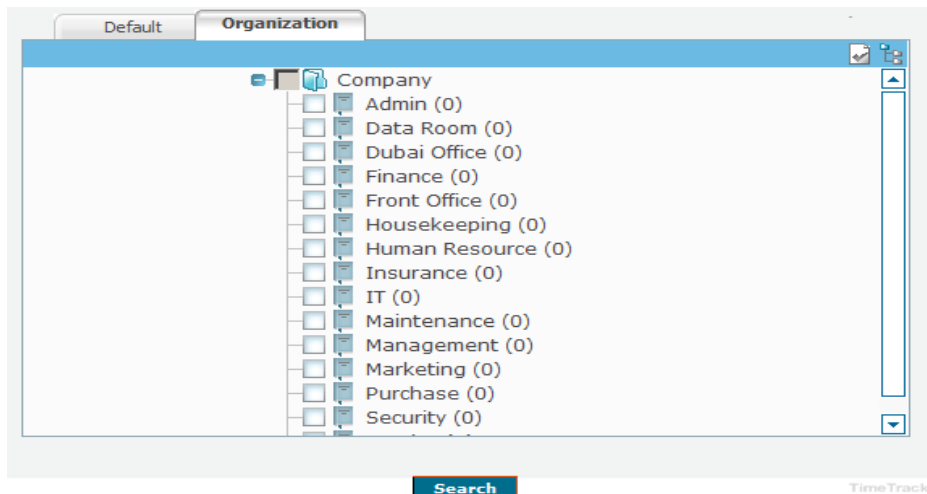 Default
Organization
Company
Admin (0)
Data Room (0)
Dubai Office (0)
Finance (0)
Front Office (0)
Housekeeping (0)
Human Resource (0)
Insurance (0)
IT (0)
Maintenance (0)
Management (0)
Marketing (0)
Purchase (0)
Security (0)
Search
TimeTrack